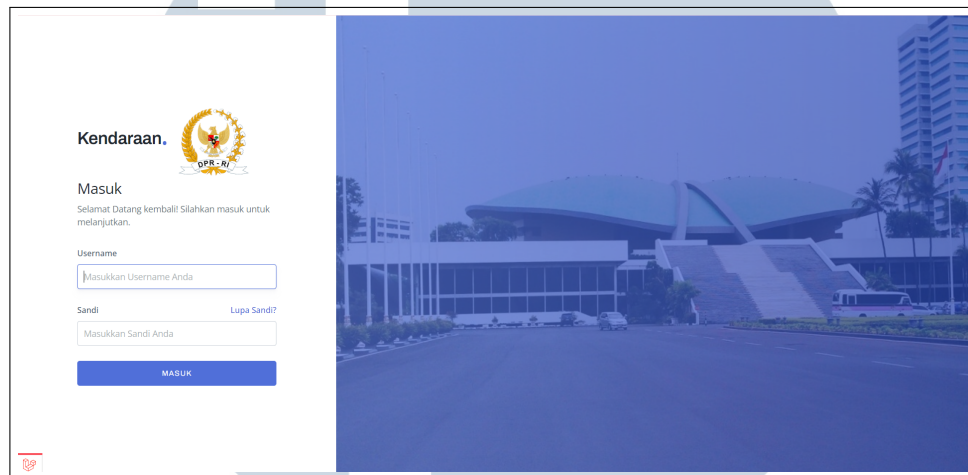 Kendaraan.
DPR - RI
Masuk
Selamat Datang kembali! Silahkan masuk untuk
melanjutkan.
Username
Masukkan Username Anda
Sandi Lupa Sandi?
Masukkan Sandi Anda
MASUK